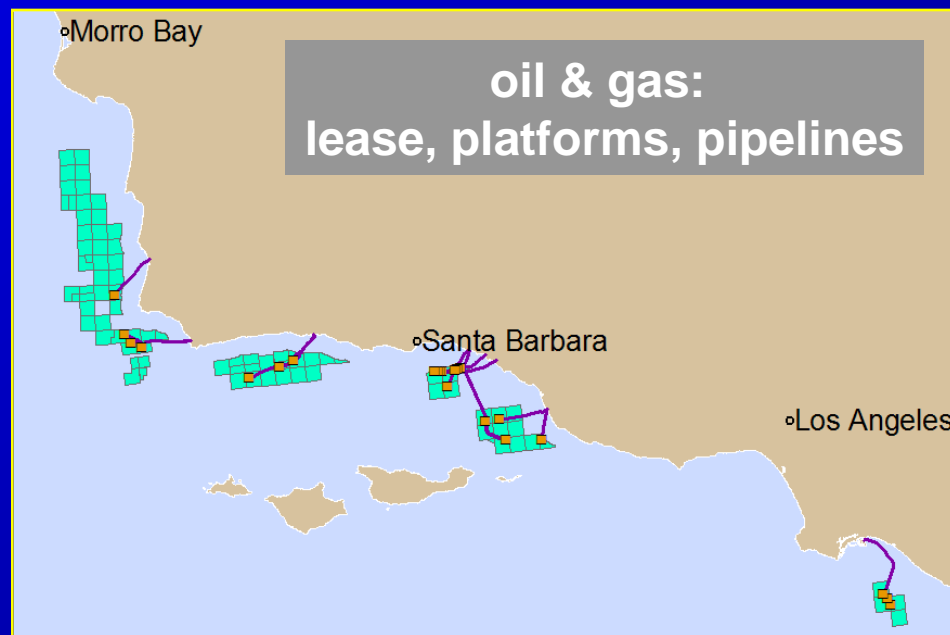 Morro Bay
oil & gas:
lease, platforms, pipelines
Santa Barbara
Los Angeles